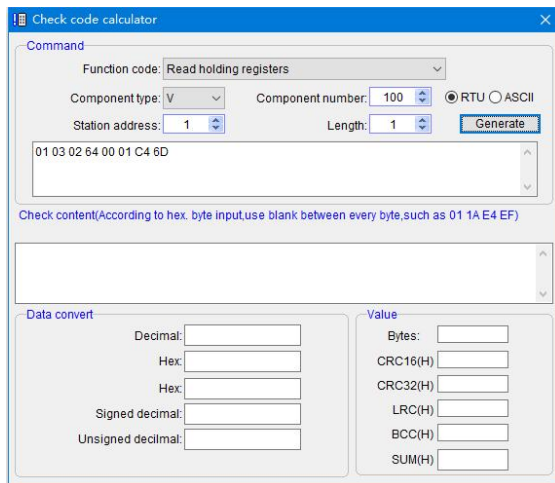 Check code calculator
Command
Function code: Read holding registers
Component type: V Component number: 100 RTU ASCII
Station address: 1 Length: 1 Generate
01 03 02 64 00 01 C4 6D
Check content(According to hex. byte input,use blank between every byte,such as 01 1A E4 EF)
Data convert
Decimal:
Hex:
Hex:
Signed decimal:
Unsigned decilmal:
Value
Bytes:
CRC16(H)
CRC32(H)
LRC(H)
BCC(H)
SUM(H)